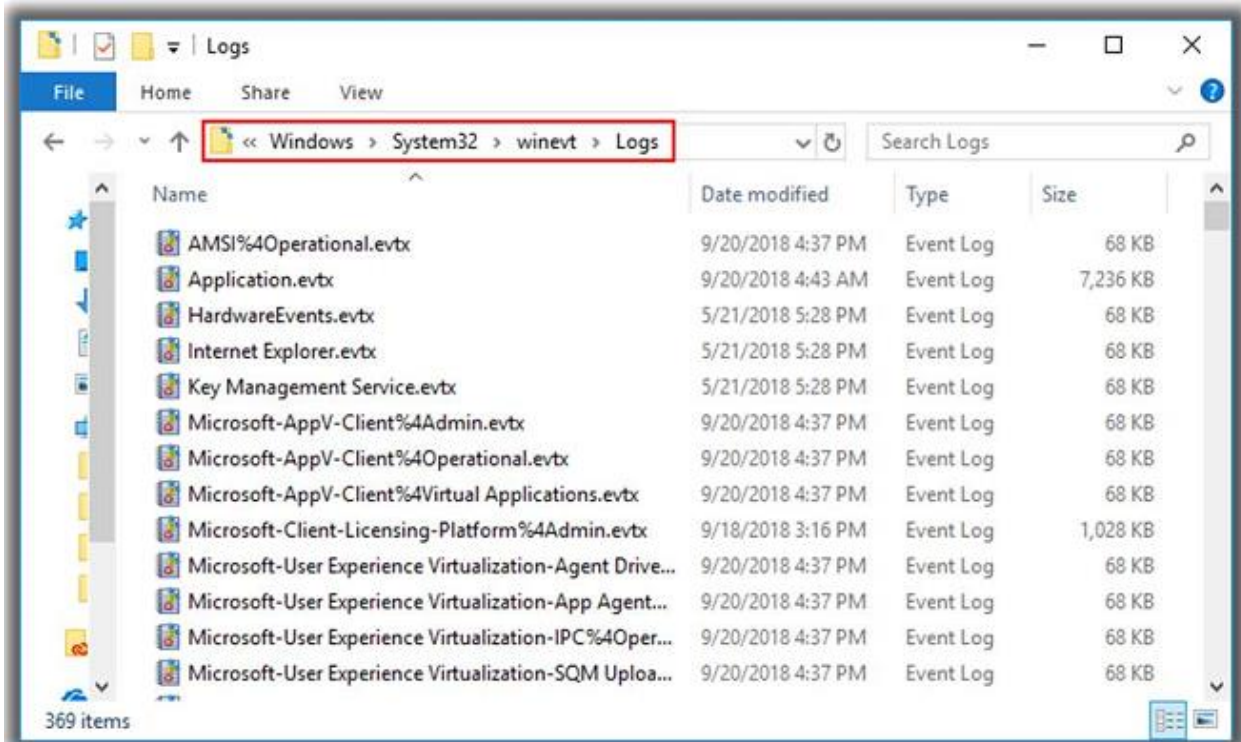 Logs
File Home Share View
« Windows > System32 > winevt > Logs Search Logs
Name Date modified Type Size
AMSI%4Operational.evtx 9/20/2018 4:37 PM Event Log 68 KB
Application.evtx 9/20/2018 4:43 AM Event Log 7,236 KB
HardwareEvents.evtx 5/21/2018 5:28 PM Event Log 68 KB
Internet Explorer.evtx 5/21/2018 5:28 PM Event Log 68 KB
Key Management Service.evtx 5/21/2018 5:28 PM Event Log 68 KB
Microsoft-AppV-Client%4Admin.evtx 9/20/2018 4:37 PM Event Log 68 KB
Microsoft-AppV-Client%4Operational.evtx 9/20/2018 4:37 PM Event Log 68 KB
Microsoft-AppV-Client%4Virtual Applications.evtx 9/20/2018 4:37 PM Event Log 68 KB
Microsoft-Client-Licensing-Platform%4Admin.evtx 9/18/2018 3:16 PM Event Log 1,028 KB
Microsoft-User Experience Virtualization-Agent Drive... 9/20/2018 4:37 PM Event Log 68 KB
Microsoft-User Experience Virtualization-App Agent... 9/20/2018 4:37 PM Event Log 68 KB
Microsoft-User Experience Virtualization-IPC%4Oper... 9/20/2018 4:37 PM Event Log 68 KB
Microsoft-User Experience Virtualization-SQM Uploa... 9/20/2018 4:37 PM Event Log 68 KB
369 items